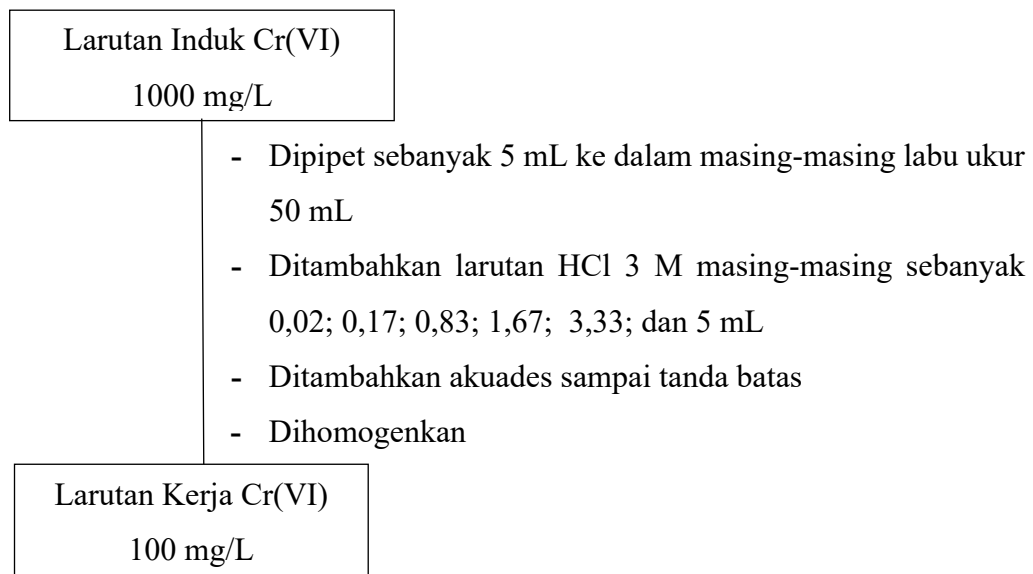 Larutan Induk Cr(VI)
1000 mg/L
- Dipipet sebanyak 5 mL ke dalam masing-masing labu ukur
50 mL
- Ditambahkan larutan HCl 3 M masing-masing sebanyak
0,02; 0,17; 0,83; 1,67; 3,33; dan 5 mL
- Ditambahkan akuades sampai tanda batas
- Dihomogenkan
Larutan Kerja Cr(VI)
100 mg/L